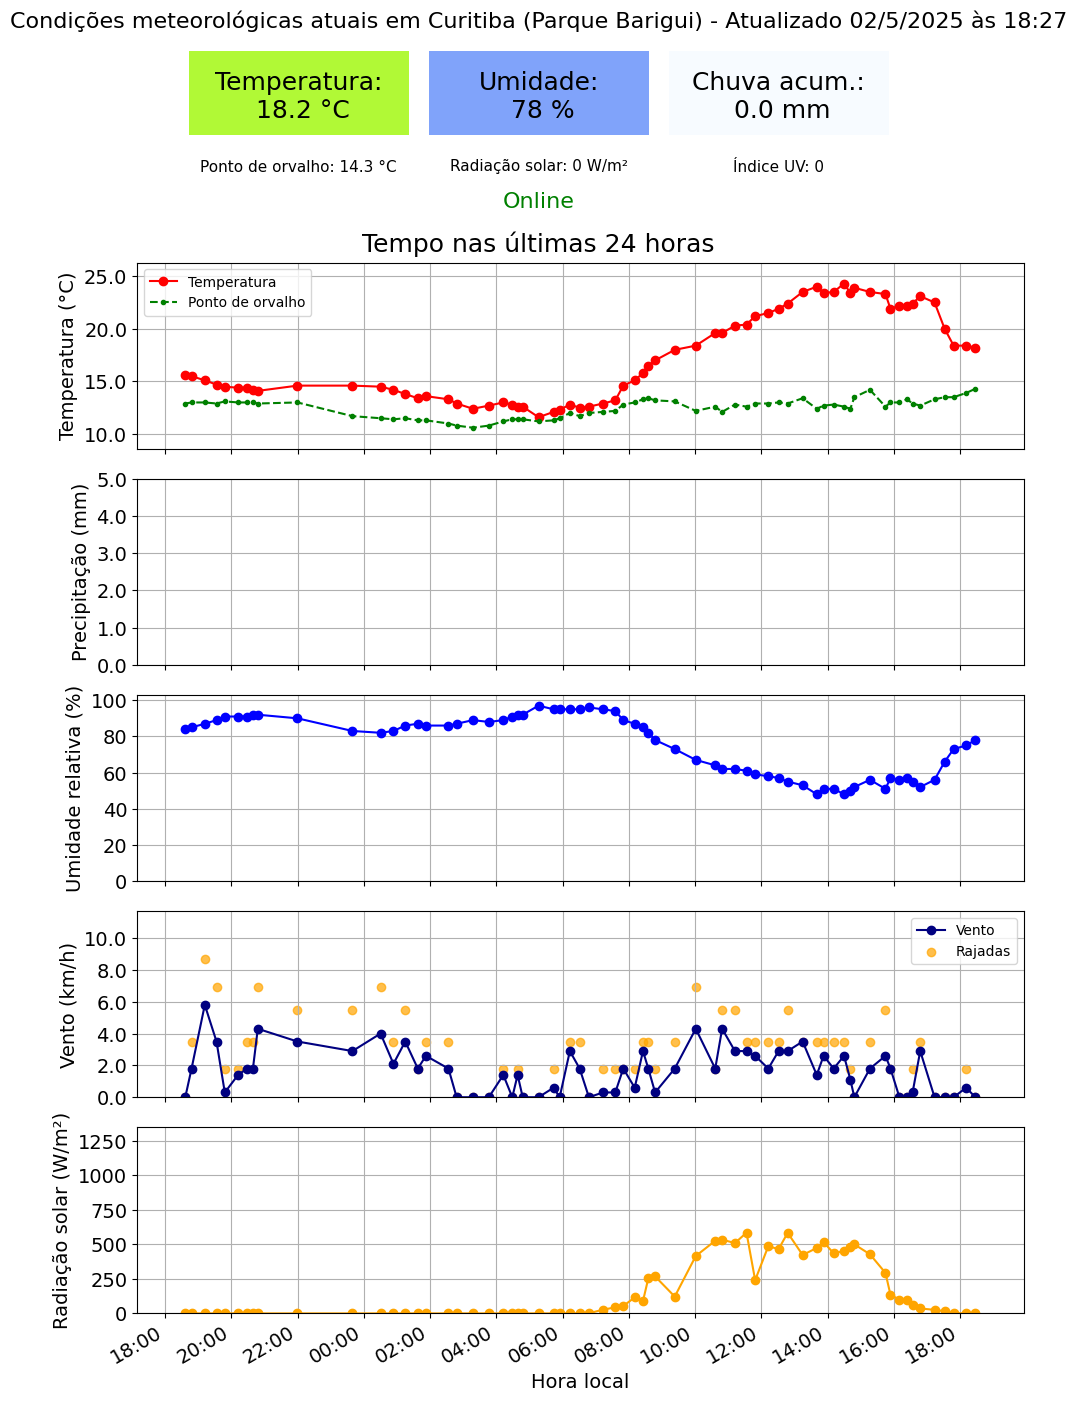 Condições meteorológicas atuais em Curitiba (Parque Barigui) - Atualizado 02/5/2025 às 18:27
Temperatura:
18.2 °C
Umidade:
78 %
Chuva acum.:
0.0 mm
Ponto de orvalho: 14.3 °C
Radiação solar: 0 W/m²
Índice UV: 0
Online
Tempo nas últimas 24 horas
Temperatura (°C)
25.0
20.0
15.0
10.0
Temperatura
Ponto de orvalho
Precipitação (mm)
5.0
4.0
3.0
2.0
1.0
0.0
Umidade relativa (%)
100
80
60
40
20
0
Vento (km/h)
10.0
8.0
6.0
4.0
2.0
0.0
Vento
Rajadas
Radiação solar (W/m²)
1250
1000
750
500
250
0
18:00
20:00
22:00
00:00
02:00
04:00
06:00
08:00
10:00
12:00
14:00
16:00
18:00
Hora local